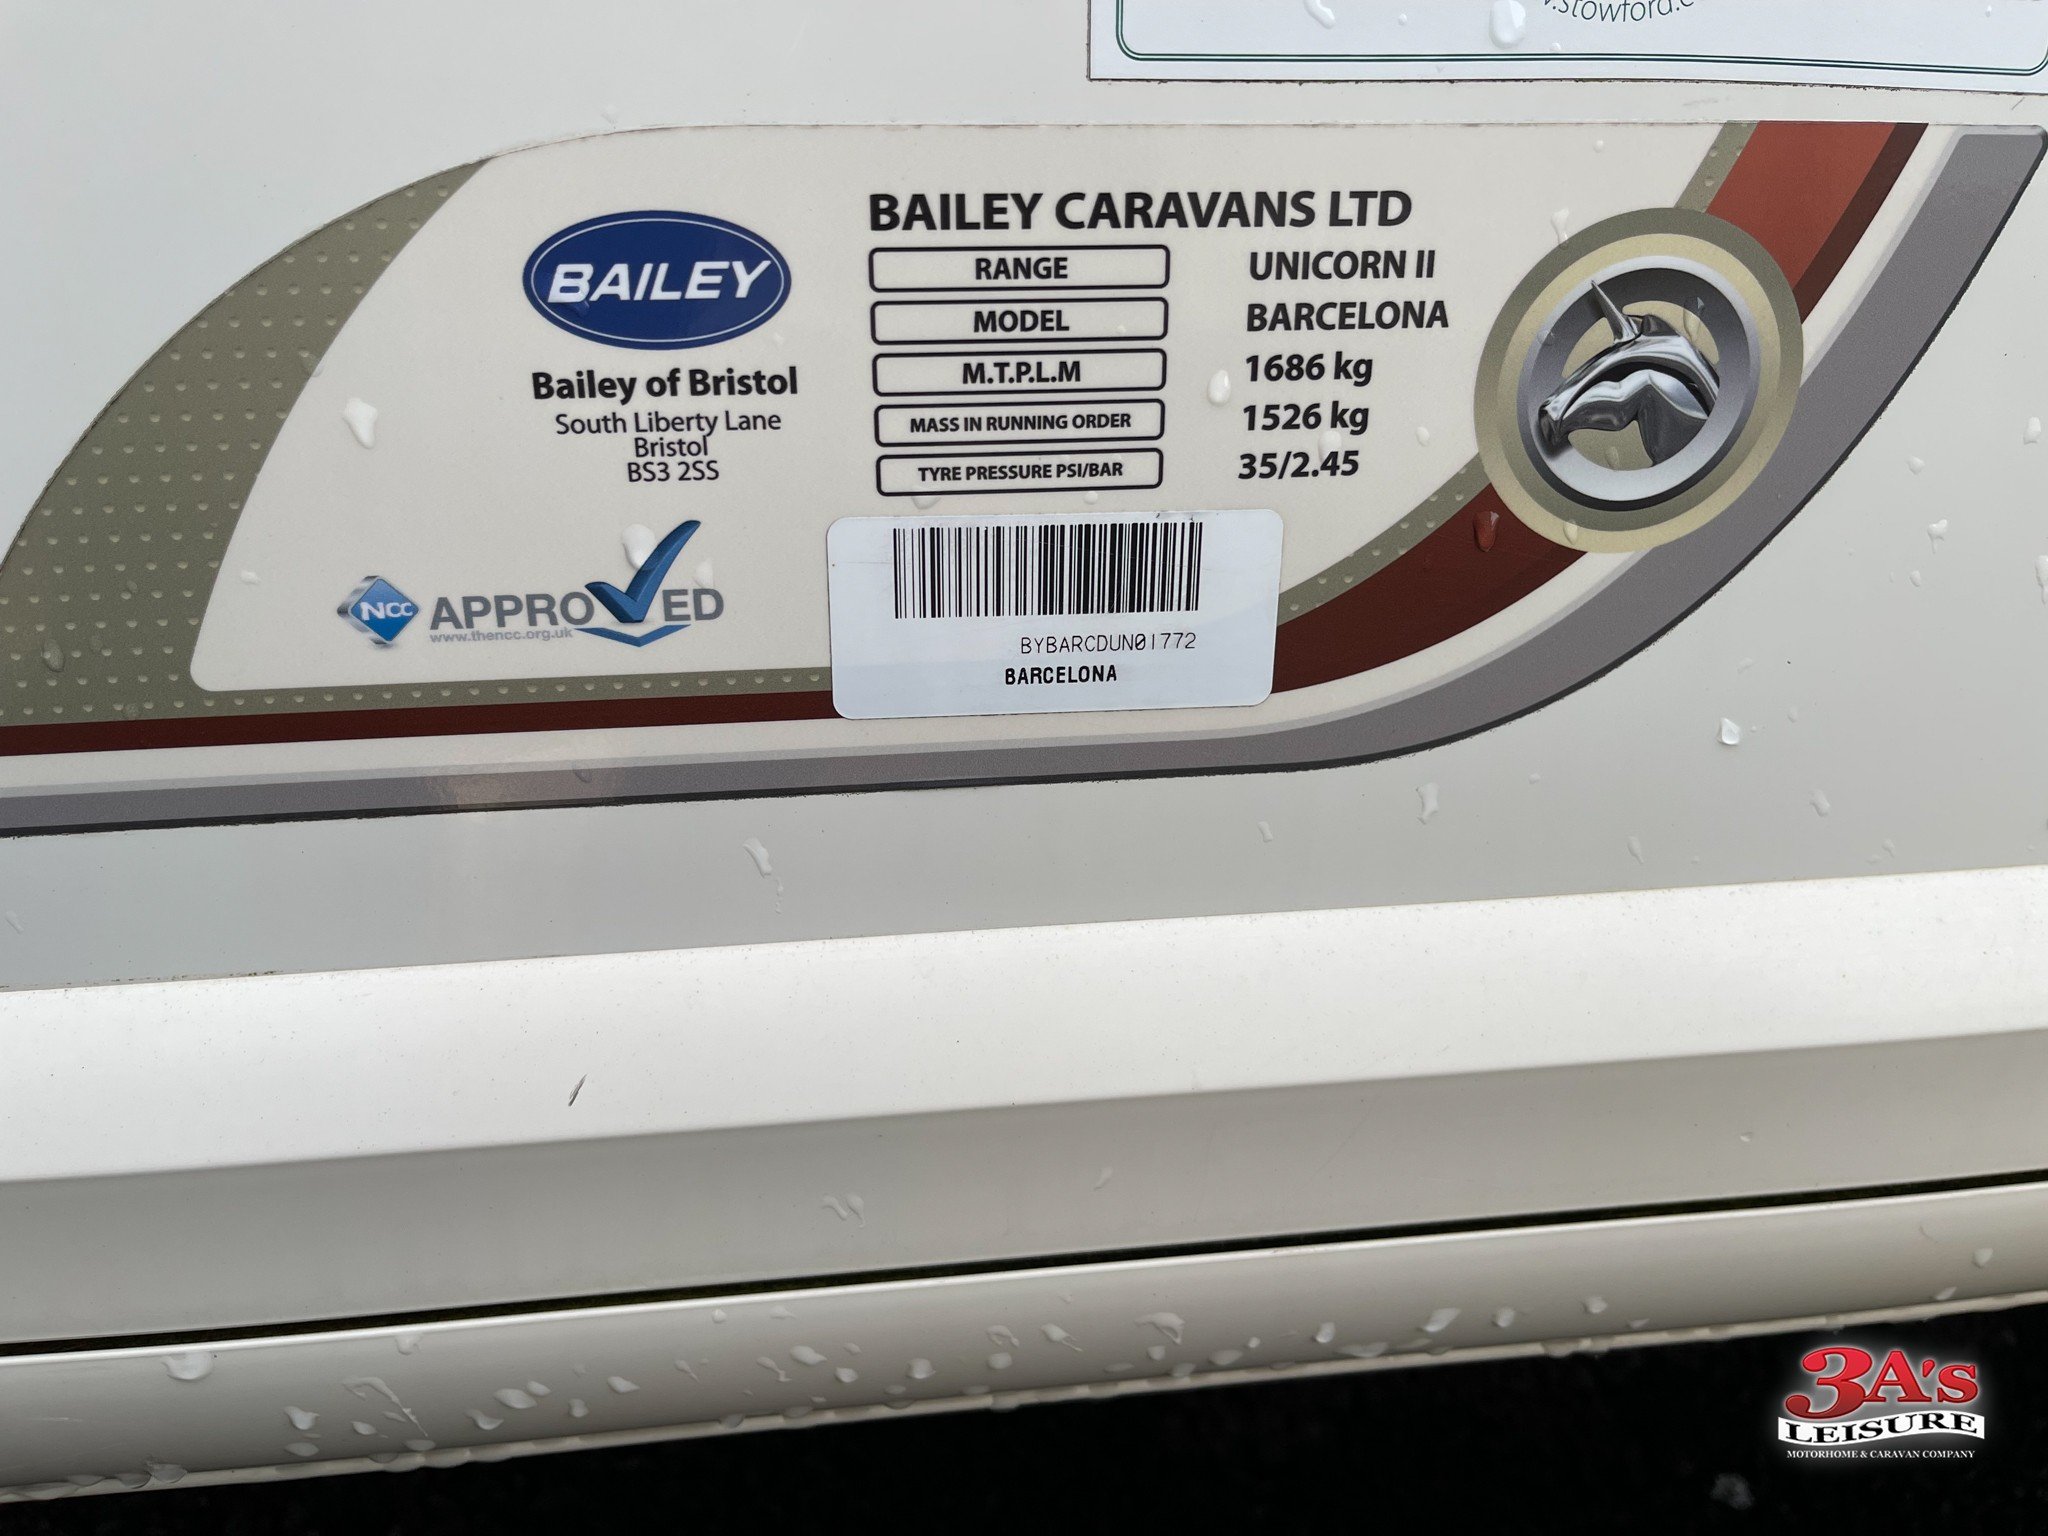 BAILEY CARAVANS LTD
RANGE UNICORN II
MODEL BARCELONA
M.T.P.L.M 1686 kg
MASS IN RUNNING ORDER 1526 kg
TYRE PRESSURE PSI/BAR 35/2.45
BAILEY
Bailey of Bristol
South Liberty Lane
Bristol
BS3 2SS
NCC APPROVED
www.thencc.org.uk
BYBARCDUN01772
BARCELONA
3A's
LEISURE
MOTORHOME & CARAVAN COMPANY